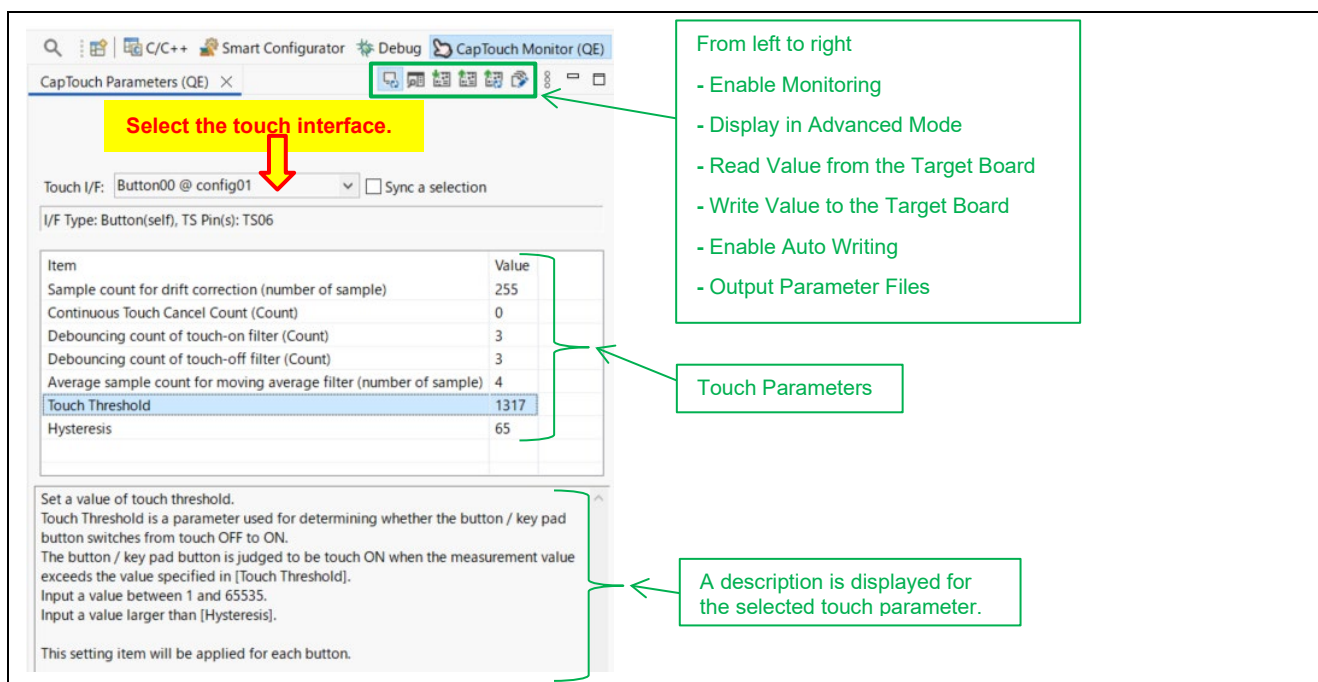 C/C++ Smart Configurator Debug CapTouch Monitor (QE)
CapTouch Parameters (QE)
Select the touch interface.
Touch I/F: Button00 @ config01 Sync a selection
I/F Type: Button(self), TS Pin(s): TS06
Item Value
Sample count for drift correction (number of sample) 255
Continuous Touch Cancel Count (Count) 0
Debouncing count of touch-on filter (Count) 3
Debouncing count of touch-off filter (Count) 3
Average sample count for moving average filter (number of sample) 4
Touch Threshold 1317
Hysteresis 65
Set a value of touch threshold.
Touch Threshold is a parameter used for determining whether the button / key pad
button switches from touch OFF to ON.
The button / key pad button is judged to be touch ON when the measurement value
exceeds the value specified in [Touch Threshold].
Input a value between 1 and 65535.
Input a value larger than [Hysteresis].
This setting item will be applied for each button.
From left to right
- Enable Monitoring
- Display in Advanced Mode
- Read Value from the Target Board
- Write Value to the Target Board
- Enable Auto Writing
- Output Parameter Files
Touch Parameters
A description is displayed for
the selected touch parameter.